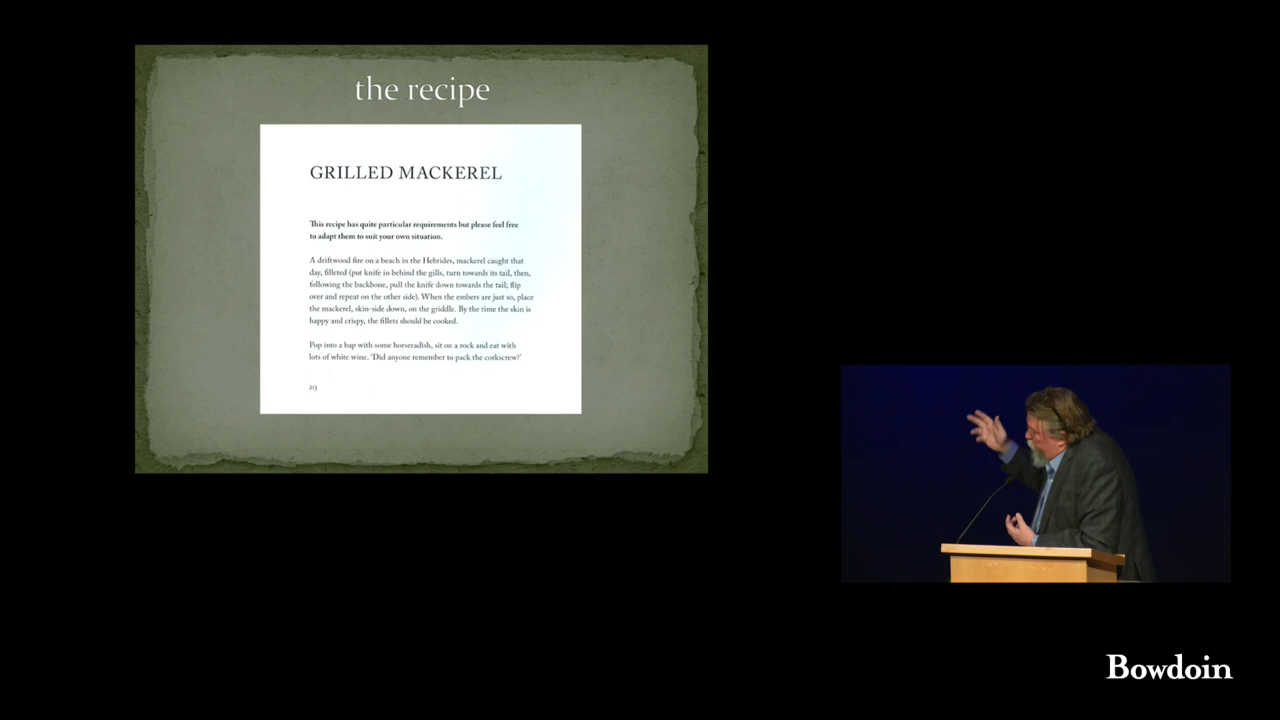 the recipe
GRILLED MACKEREL
This recipe has quite particular requirements but please feel free
to adapt them to suit your own situation.
A driftwood fire on a beach in the Hebrides, mackerel caught that
day, filleted (put knife in behind the gills, turn towards its tail, then,
following the backbone, pull the knife down towards the tail; flip
over and repeat on the other side). When the embers are just so, place
the mackerel, skin-side down, on the griddle. By the time the skin is
happy and crispy, the fillets should be cooked.
Pop into a bap with some horseradish, sit on a rock and eat with
lots of white wine. ‘Did anyone remember to pack the corkscrew?’
213
Bowdoin